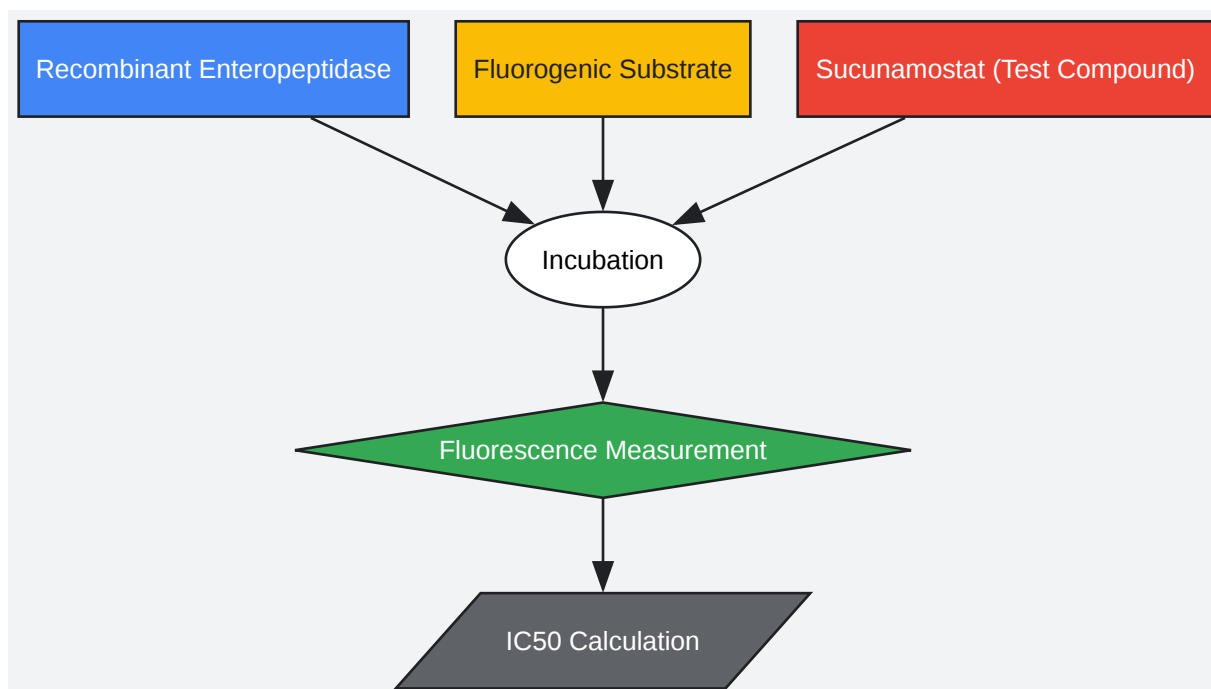 Recombinant Enteropeptidase
Fluorogenic Substrate
Sucunamostat (Test Compound)
Incubation
Fluorescence Measurement
IC50 Calculation